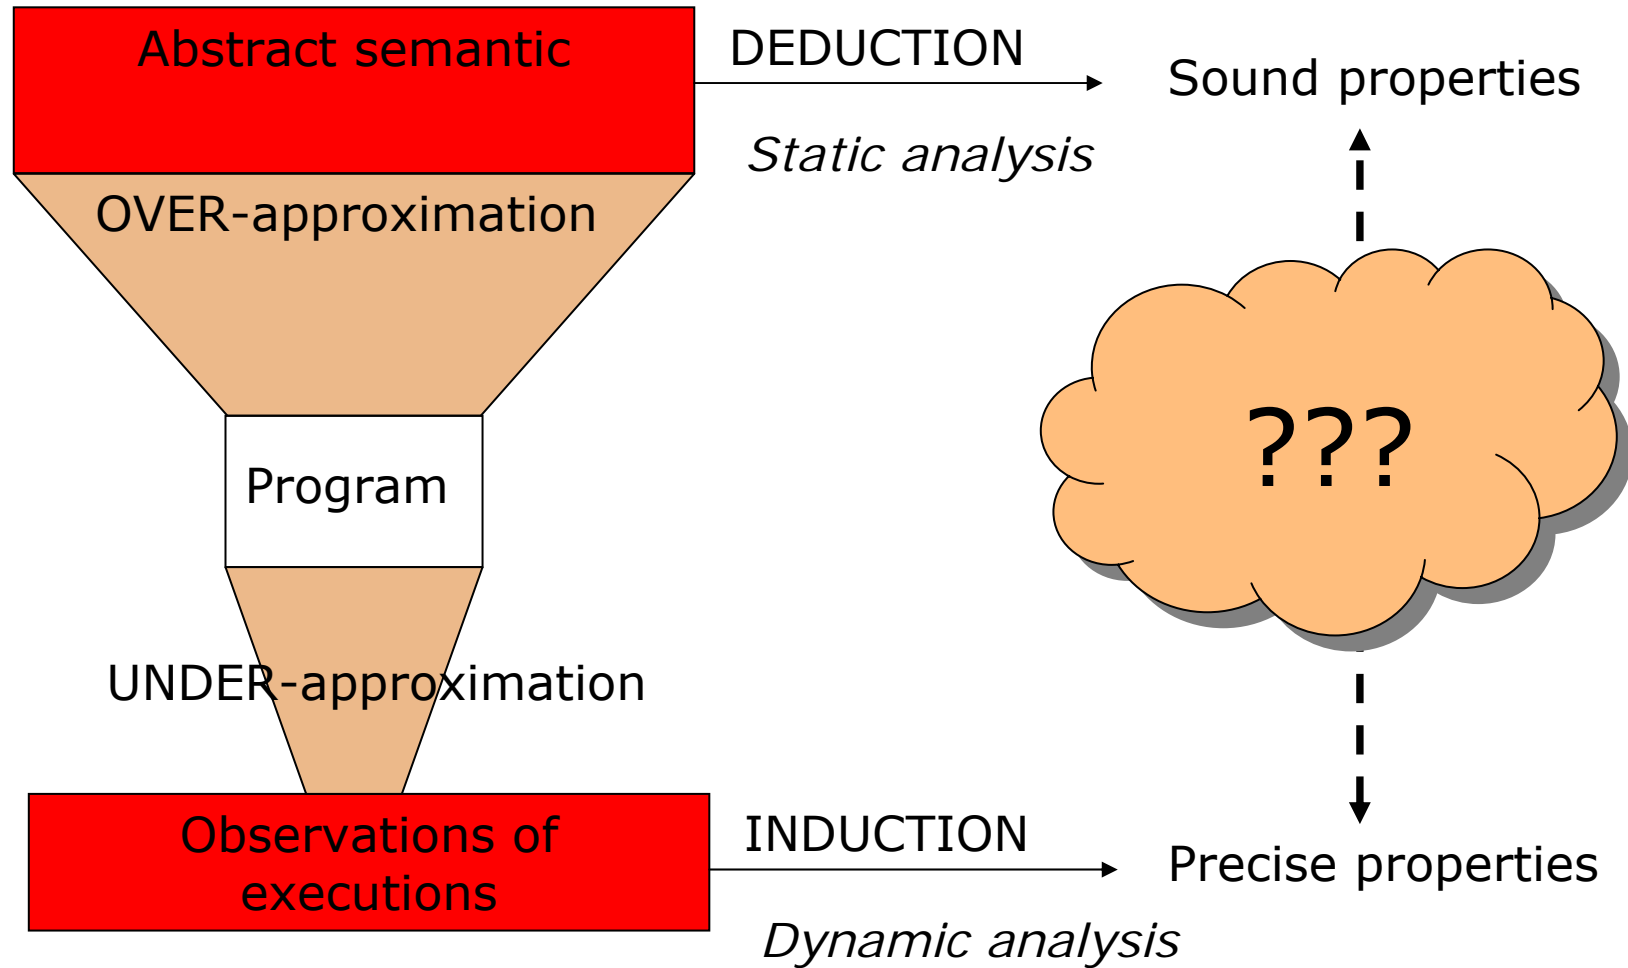 Abstract semantic
DEDUCTION
Sound properties
Static analysis
OVER-approximation
Program
???
UNDER-approximation
Observations of
executions
INDUCTION
Precise properties
Dynamic analysis